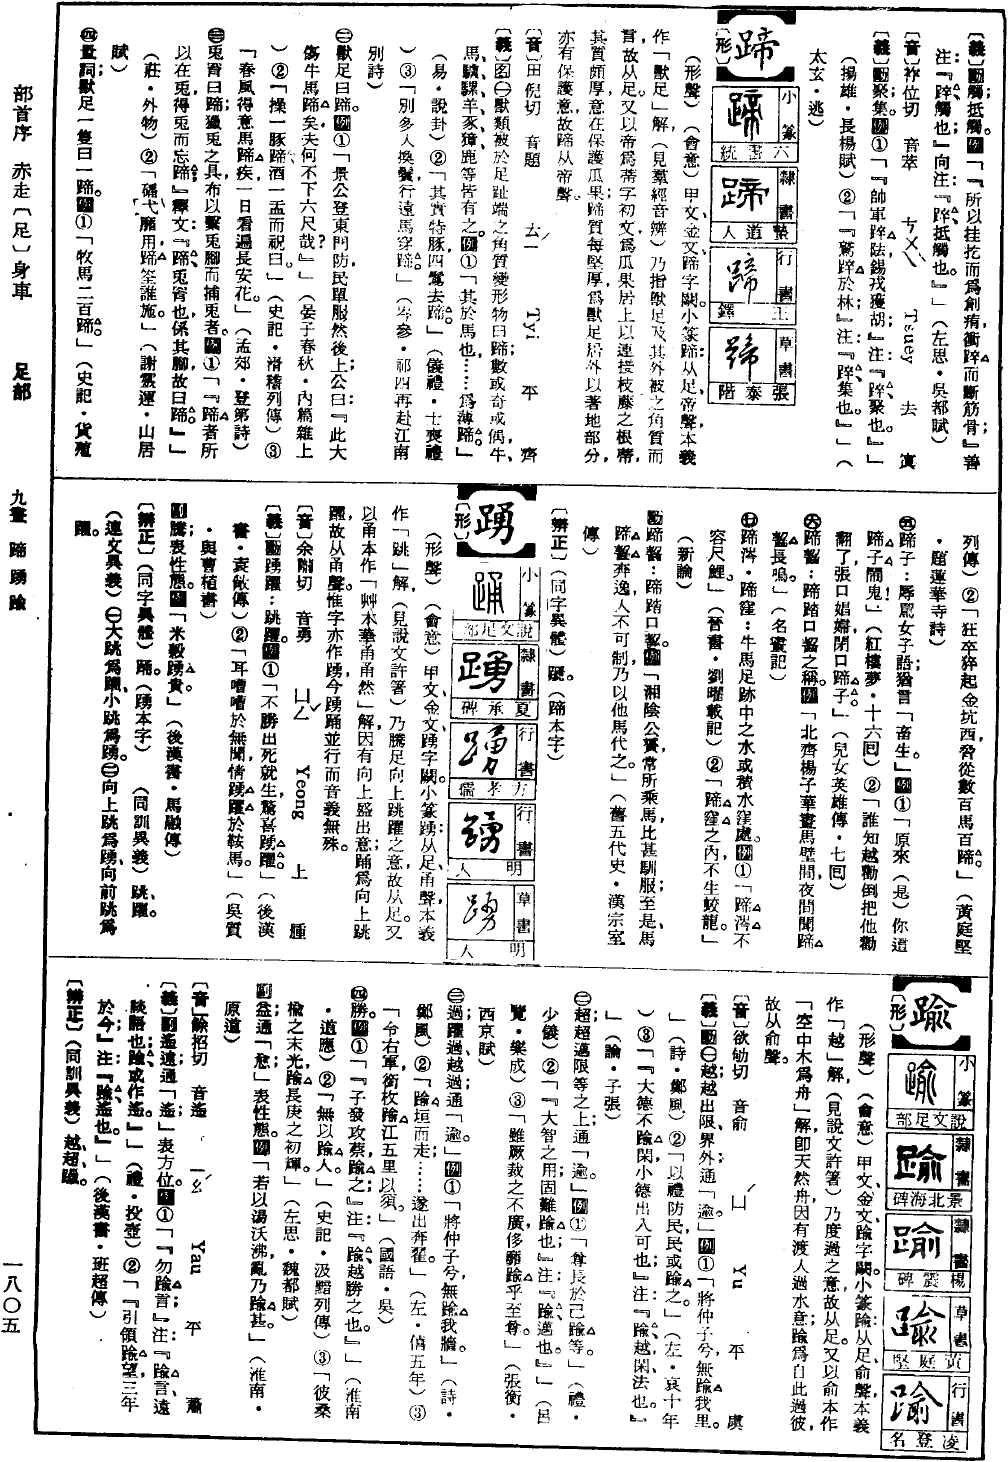 〔義〕動觸抵觸。例「『所以挂扢而為創痏衝踤而斷筋骨』善
注『踤觸也』向注『踤抵觸也。』」（左思‧吳都賦）
〔音〕祚位切 音萃 ㄘㄨㄟˋ Tsuey 去 寘
〔義〕動聚集。例①「『帥軍踤阹錫戎獲胡』注『踤聚也。』」
（揚雄‧長楊賦）②「『鷙踤於林』注『踤集也。』」（
太玄‧逃）
蹄
〔形〕
小篆 六書統
隸書
行書 王鐸
草書 張泰階
（形聲）（會意）甲文、金文蹄字闕。小篆蹄：从足、帝聲，本義
作「獸足」解（見羣經音辨）乃指獸足及其外被之角質而
言，故从足。又以帝為蒂字初文，為瓜果居上以連接枝藤之根蒂，
其質頗厚，意在保護瓜果；蹄質每堅厚，為獸足居外以著地部分，
亦有保護意，故蹄从帝聲。
〔音〕田倪切 音題 ㄊㄧˊ Tyi 平 齊
〔義〕名㊀獸類被於足趾端之角質變形物曰蹄，數或奇或偶，牛、
馬、驥、騾、羊、豕、獐、鹿等皆有之。例①「其於馬也，……為薄蹄。」
（易‧說卦）②「其實特豚，四鬄去蹄。」（儀禮‧士喪禮
）③「別多人換鬢，行遠馬穿蹄。」（岑參‧祁四再赴江南
別詩）
㊁獸足曰蹄。例①「景公登東門防，民單服然後上；公曰：『此大
傷牛馬蹄矣，夫何不下六尺哉？』」（晏子春秋‧內篇雜上
）②「操一豚蹄，酒一盂而祝曰。」（史記‧滑稽列傳）③
「春風得意馬蹄疾，一日看遍長安花。」（孟郊‧登第詩）
㊂兔罥曰蹄；獵兔之具，布以繫兔腳而捕兔者。例①「『蹄者所
以在兔，得兔而忘蹄』釋文『蹄兔罥也；係其腳，故曰蹄。』」
（莊‧外物）②「磻弋靡用，蹄筌誰施。」（謝靈運‧山居
賦）
㊃量詞獸足一隻曰一蹄。例①「牧馬二百蹄。」（史記‧貨殖
列傳）②「狂卒猝起金坑西，脅從數百馬百蹄。」（黃庭堅
‧題蓮華寺詩）
㊄蹄子：辱罵女子語，猶言「畜生」。例①「原來（是）你這
蹄子鬧鬼！」（紅樓夢‧十六回）②「誰知越勸倒把他勸
翻了，張口娼婦，閉口蹄子。」（兒女英雄傳‧七回）
㊅蹄齧：蹄踏口齧之稱。例「北齊楊子華畫馬壁間，夜間聞蹄
齧長鳴。」（名畫記）
㊆蹄涔‧蹄窪：牛馬足跡中之水或積水窪處。例①「蹄涔不
容尺鯉。」（晉書‧劉曜載記）②「蹄窪之內，不生蛟龍。」
（新論）
動蹄齧：蹄踏口齧。例「湘陰公贇常所乘馬，比甚馴服；至是馬
蹄齧奔逸，人不可制，乃以他馬代之。」（舊五代史‧漢宗室
傳）
〔辨正〕（同字異體）蹏。（蹄本字）
踴
〔形〕
小篆 說文足部
隸書 夏承碑
行書 方孝孺
行書 明人
草書 明人
（形聲）（會意）甲文、金文踴字闕。小篆踴：从足、甬聲，本義
作「跳」解（見說文許箸）乃騰足向上跳躍之意，故从足。又
以甬本作「艸木華甬甬然」解，因有向上盛出意；踊為向上跳
躍，故从甬聲。惟字亦作踴，今踴踊並行而音義無殊。
〔音〕余隴切 音勇 ㄩㄥˇ Yeong 上 腫
〔義〕動踴躍：跳躍。例①「不勝出死就生，驚喜踴躍。」（後漢
書‧袁敞傳）②「耳嘈嘈於無聞，情踴躍於鞍馬。」（吳質
‧與曹植書）
副騰表性態。例「米穀踴貴。」（後漢書‧馬融傳）
〔辨正〕（同字異體）踊。（踴本字） （同訓異義）跳、躍。
（連文異義）㊀大跳為躍，小跳為踴。㊁向上跳為踴，向前跳為
躍。
踰
〔形〕
小篆 說文足部
隸書 景北海碑
隸書 楊震碑
草書 黃庭堅
行書 凌登名
（形聲）（會意）甲文、金文踰字闕。小篆踰：从足、俞聲，本義
作「越」解（見說文許箸）乃度過之意，故从足。又以俞本作
「空中木為舟」解，即天然舟，因有渡人過水意；踰為自此過彼，
故从俞聲。
〔音〕欲劬切 音俞 ㄩˊ Yu 平 虞
〔義〕動㊀越越出限、界外，通「逾」。例①「將仲子兮，無踰我里。
」（詩‧鄭風）②「以禮防民，民或踰之。」（左‧哀十年
）③「『大德不踰閑，小德出入可也』注『踰越閑，法也。』
」（論‧子張）
㊁超超邁限等之上，通「逾」。例①「尊長於己踰等。」（禮‧
少儀）②「『大智之用固難踰也』注『踰，邁也。』」（呂
覽‧樂成）③「雖厥裁之不廣，侈靡踰乎至尊。」（張衡‧
西京賦）
㊂過躍過越過，通「逾」。例①「將仲子兮，無踰我牆。」（詩‧
鄭風）②「踰垣而走，……遂出奔翟。」（左‧僖五年）③
「令右軍銜枚踰江五里以須。」（國語‧吳）
㊃勝。例①「『子發攻蔡，踰之』注『踰越，勝之也。』」（淮南
‧道應）②「無以踰人。」（史記‧汲黯列傳）③「彼桑
榆之末光，踰長庚之初輝。」（左思‧魏都賦）
副益通「愈」，表性態。例「若以湯沃沸，亂乃踰甚。」（淮南‧
原道）
〔音〕餘招切 音遙 ㄧㄠˊ Yau 平 蕭
〔義〕副遙遠，通「遙」，表方位。例①「『勿踰言』注『踰言，遠
談語也；踰或作遙。』」（禮‧投壺）②「『引領踰望，三年
於今』注『踰，遙也。』」（後漢書‧班超傳）
〔辨正〕（同訓異義）越、超、躐。
部首序 赤走〔足〕身車 足部 九畫 蹄踴踰 一八〇五